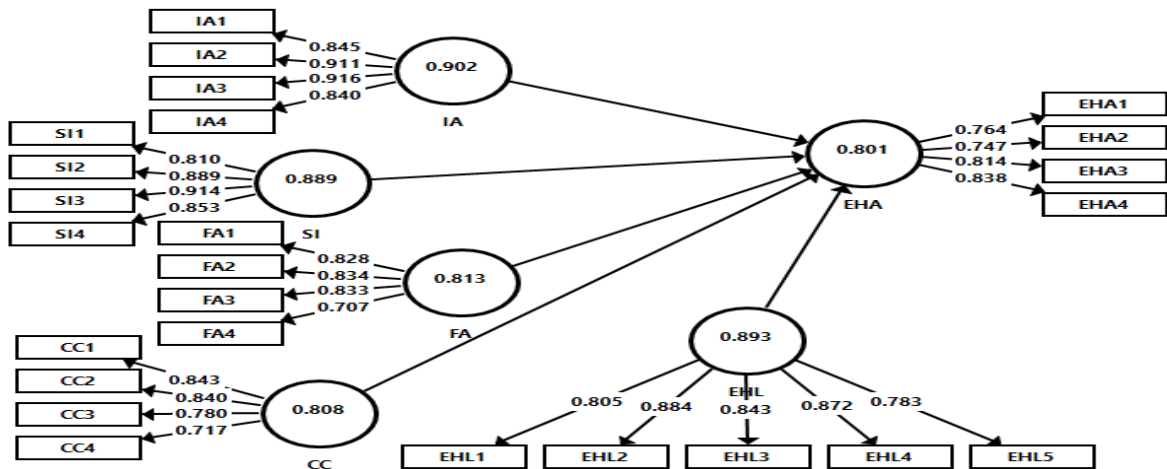 IA1
IA2
IA3
IA4
0.845
0.911
0.916
0.840
0.902
IA
SI1
SI2
SI3
SI4
0.810
0.889
0.914
0.853
0.889
SI
FA1
FA2
FA3
FA4
0.828
0.834
0.833
0.707
0.813
FA
CC1
CC2
CC3
CC4
0.843
0.840
0.780
0.717
0.808
CC
0.801
EHA
0.764
0.747
0.814
0.838
EHA1
EHA2
EHA3
EHA4
0.893
EHL
0.805
0.884
0.843
0.872
0.783
EHL1
EHL2
EHL3
EHL4
EHL5